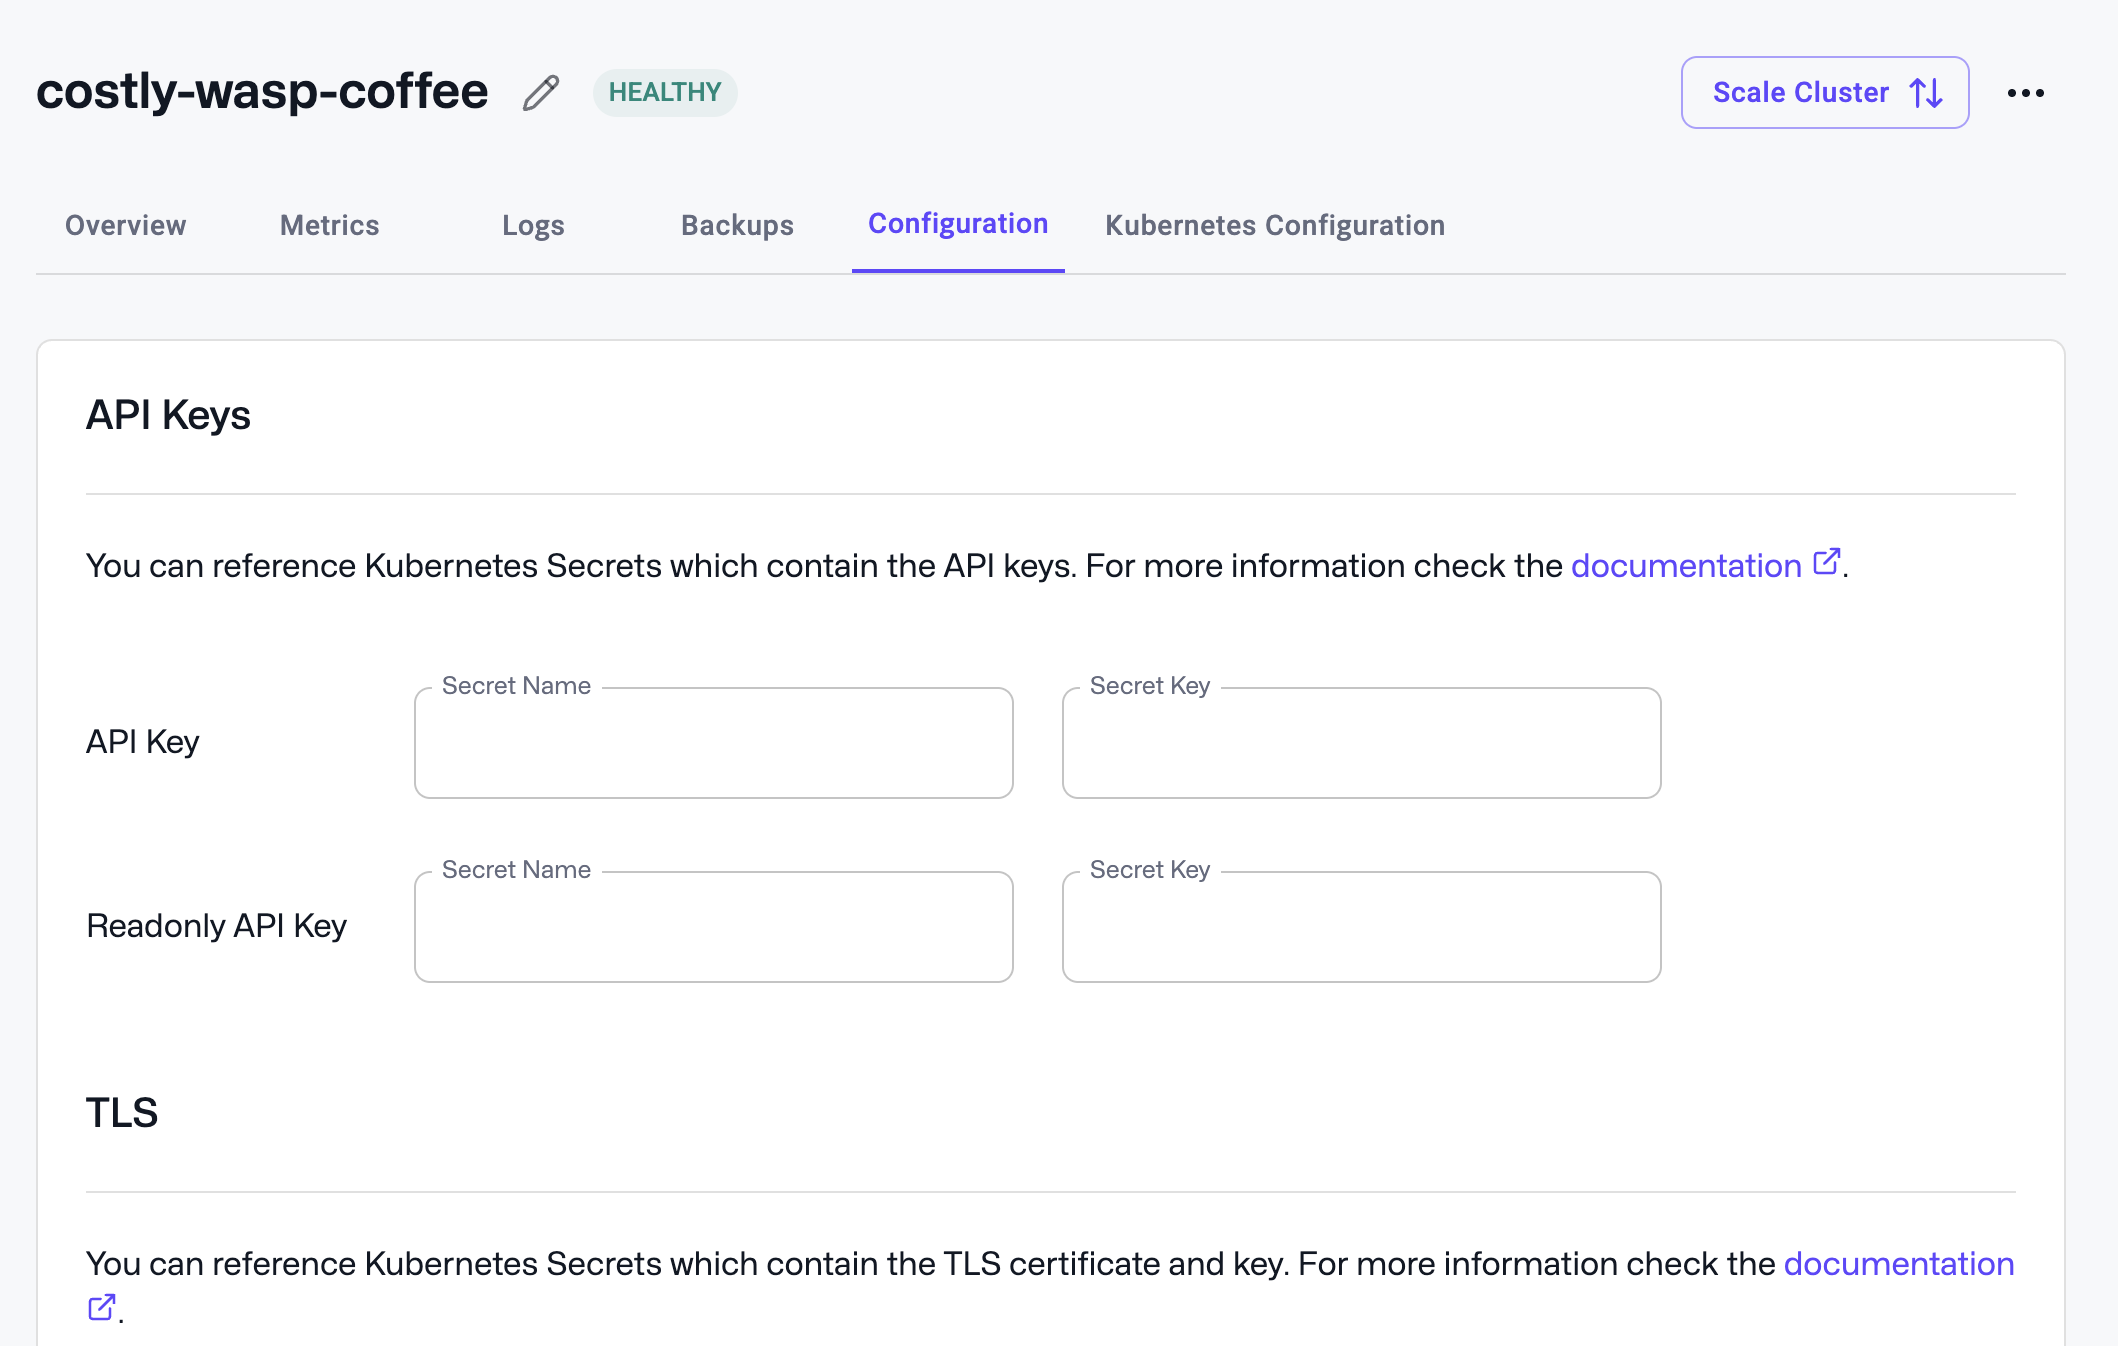 costly-wasp-coffee HEALTHY Scale Cluster
Overview Metrics Logs Backups Configuration Kubernetes Configuration
API Keys
You can reference Kubernetes Secrets which contain the API keys. For more information check the documentation.
Secret Name Secret Key
API Key
Secret Name Secret Key
Readonly API Key
TLS
You can reference Kubernetes Secrets which contain the TLS certificate and key. For more information check the documentation
.